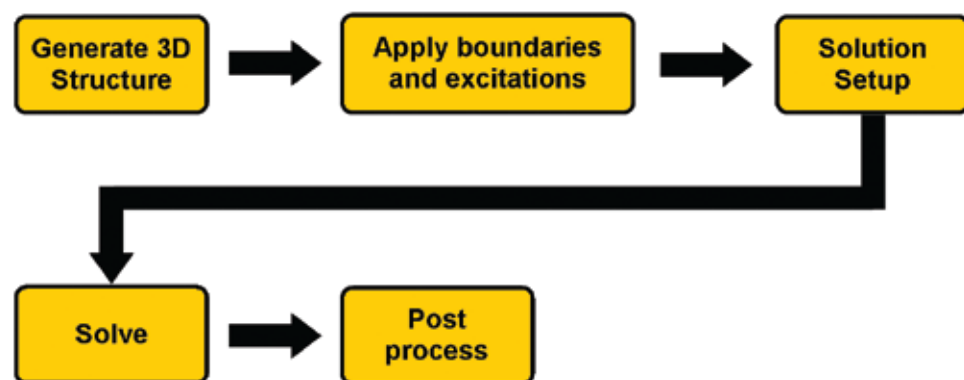 Generate 3D
Structure
Apply boundaries
and excitations
Solution
Setup
Solve
Post
process